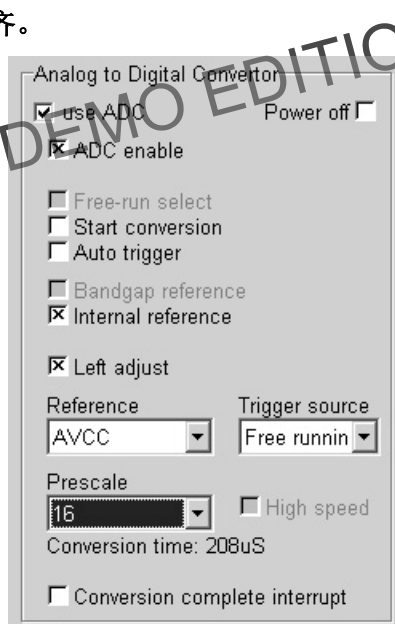 齐。
Analog to Digital Convertor
use ADC Power off
ADC enable
Free-run select
Start conversion
Auto trigger
Bandgap reference
Internal reference
Left adjust
Reference Trigger source
AVCC Free runnin
Prescale
16 High speed
Conversion time: 208uS
Conversion complete interrupt
DEMO EDITIO